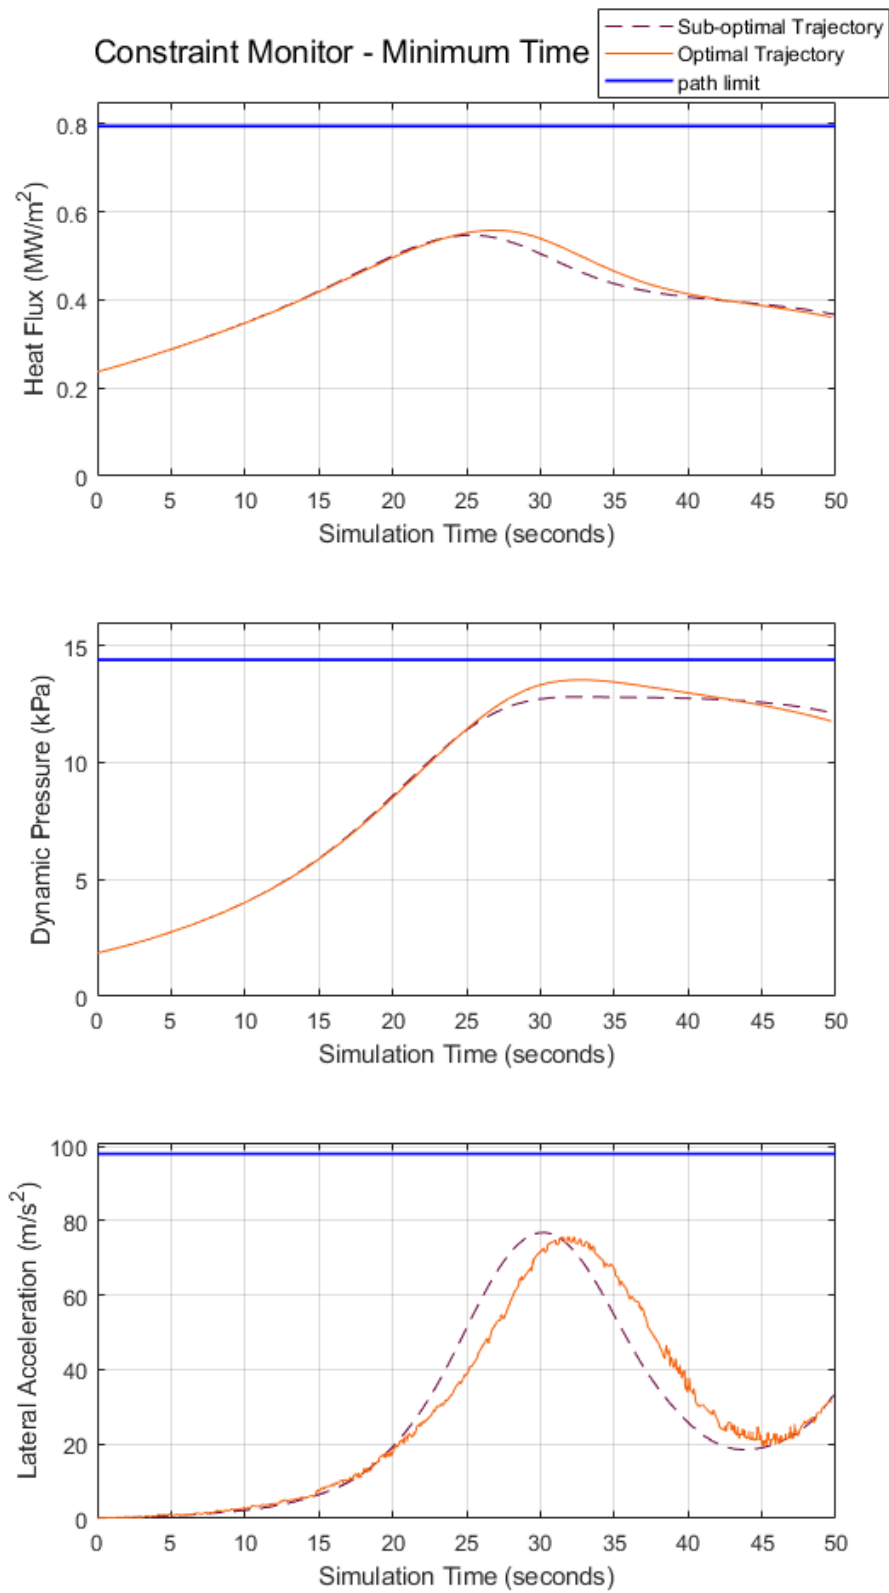 Constraint Monitor - Minimum Time
Sub-optimal Trajectory
Optimal Trajectory
path limit
Heat Flux (MW/m²)
0.8
0.6
0.4
0.2
0
0 5 10 15 20 25 30 35 40 45 50
Simulation Time (seconds)
Dynamic Pressure (kPa)
15
10
5
0
0 5 10 15 20 25 30 35 40 45 50
Simulation Time (seconds)
Lateral Acceleration (m/s²)
100
80
60
40
20
0
0 5 10 15 20 25 30 35 40 45 50
Simulation Time (seconds)